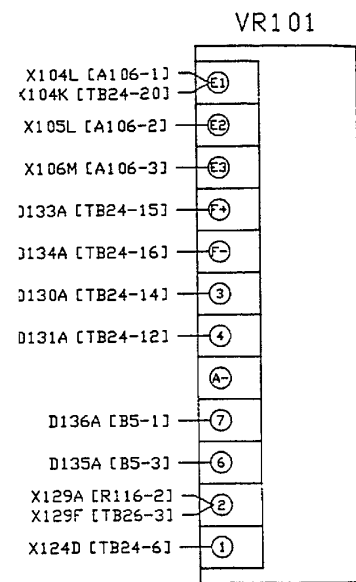 VR101
X104L [A106-1]
X104K [TB24-20]
E1
X105L [A106-2] E2
X106M [A106-3] E3
D133A [TB24-15] F+
D134A [TB24-16] F-
D130A [TB24-14] 3
D131A [TB24-12] 4
A-
D136A [B5-1] 7
D135A [B5-3] 6
X129A [R116-2]
X129F [TB26-3]
2
X124D [TB24-6] 1